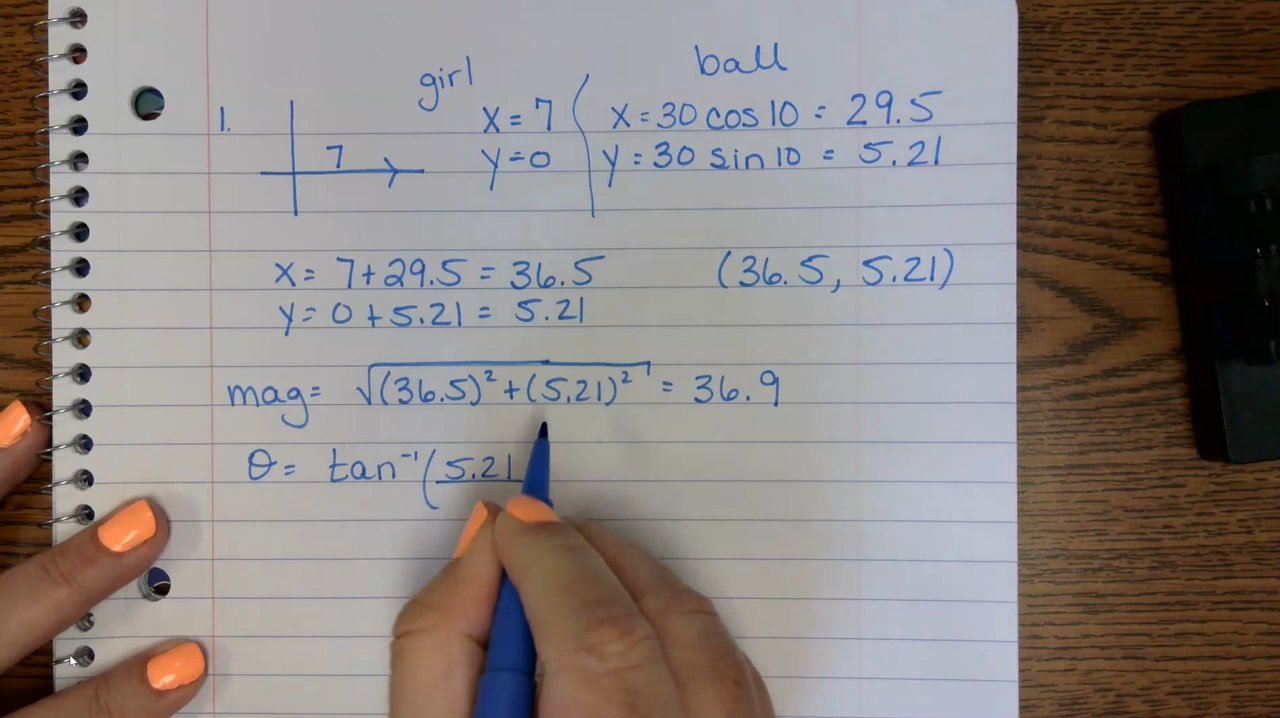 girl
ball
1.
7
x = 7
x = 30 cos 10 = 29.5
y = 0
y = 30 sin 10 = 5.21
x = 7 + 29.5 = 36.5
(36.5, 5.21)
y = 0 + 5.21 = 5.21
mag = √(36.5)² + (5.21)² = 36.9
θ = tan⁻¹ ( 5.21